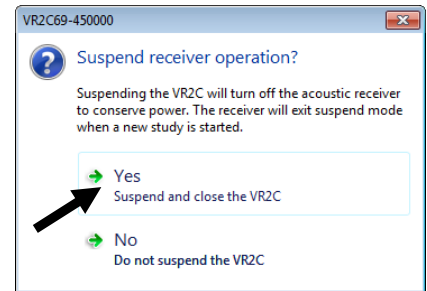 VR2C69-450000
Suspend receiver operation?
Suspending the VR2C will turn off the acoustic receiver
to conserve power. The receiver will exit suspend mode
when a new study is started.
Yes
Suspend and close the VR2C
No
Do not suspend the VR2C